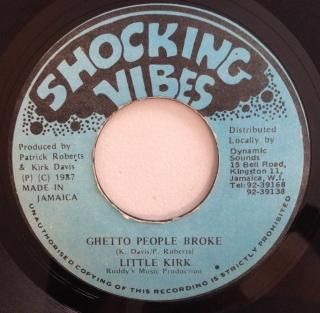 SHOCKING
VIBES
Produced by
Patrick Roberts
& Kirk Davis
(P) (C) 1987
MADE IN
JAMAICA
Distributed
Locally by
Dynamic
Sounds
15 Bell Road,
Kingston 11,
Jamaica, W.I.
Tel: 92-39168
92-39138
GHETTO PEOPLE BROKE
(K. Davis/P. Roberts)
LITTLE KIRK
Ruddy's Music Production
UNAUTHORISED COPYING OF THIS RECORDING IS STRICTLY PROHIBITED